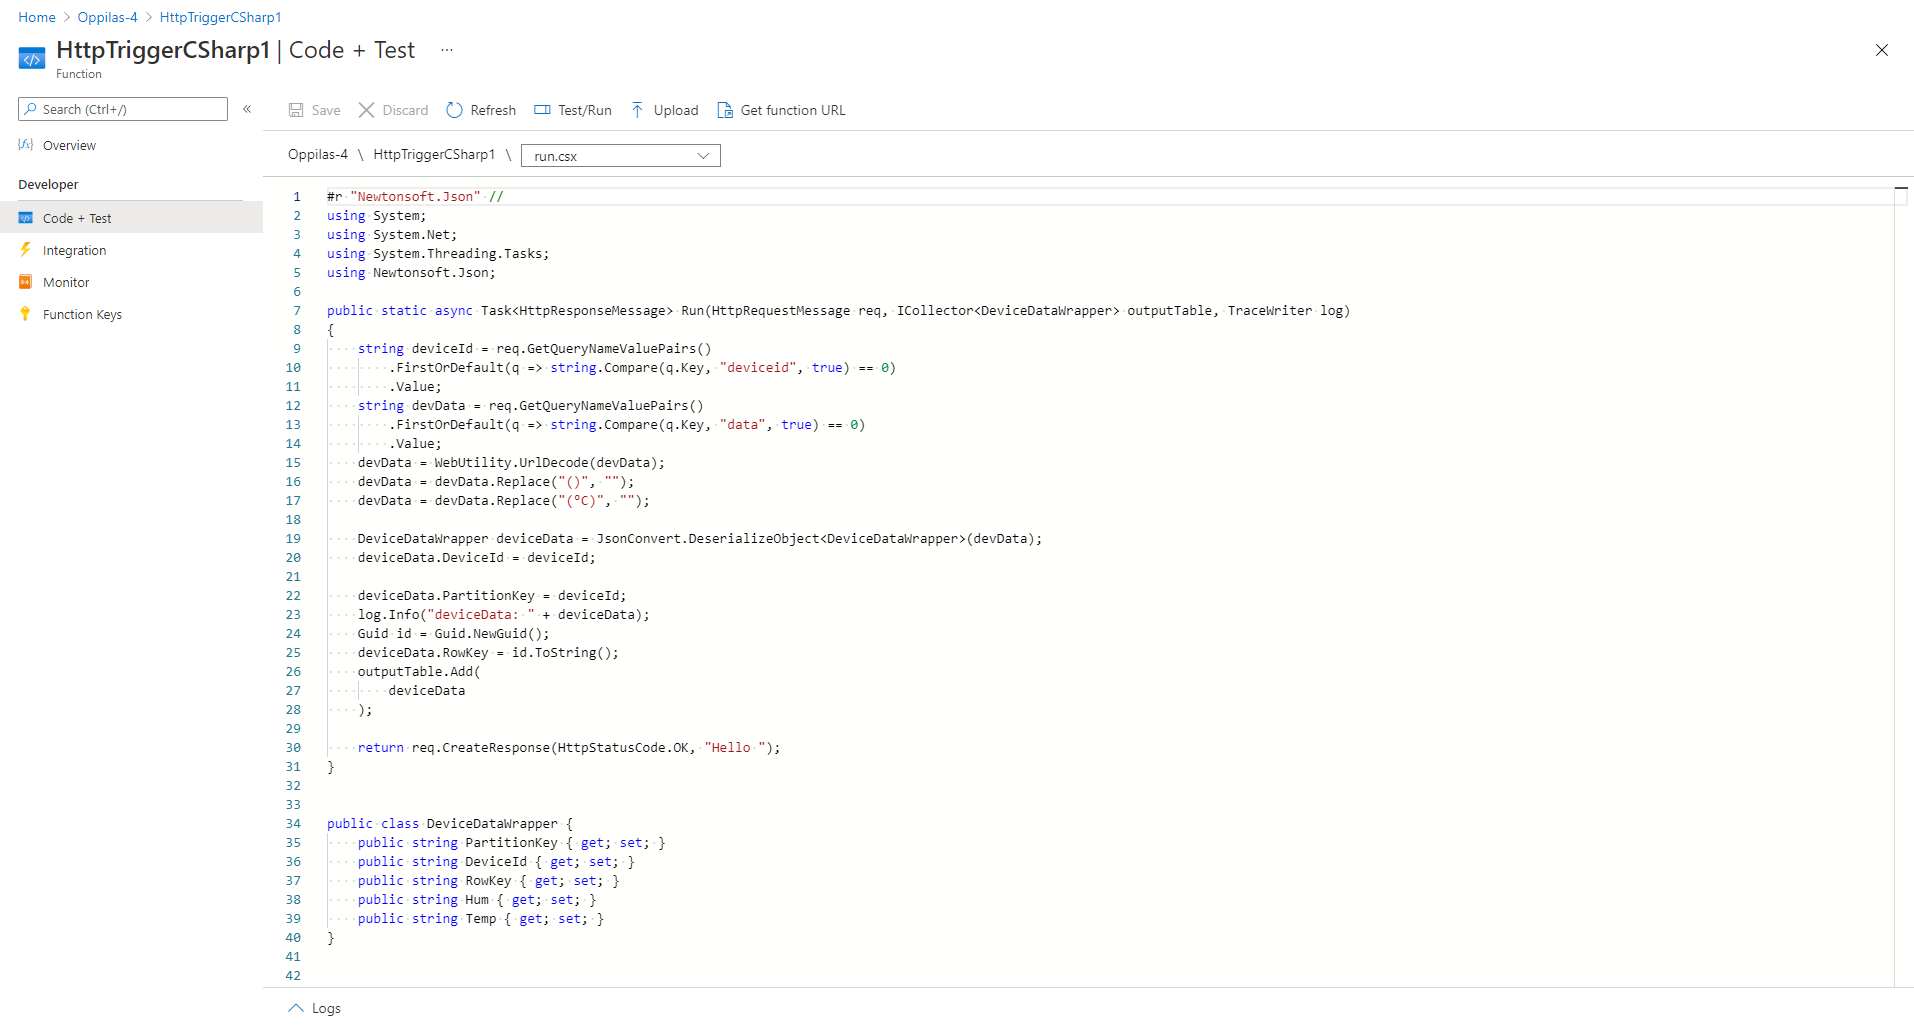 Home > Oppilas-4 > HttpTriggerCSharp1
HttpTriggerCSharp1 | Code + Test ...
Function
Search (Ctrl+/) «
Overview
Developer
Code + Test
Integration
Monitor
Function Keys
Save Discard Refresh Test/Run Upload Get function URL
Oppilas-4 \ HttpTriggerCSharp1 \ run.csx
1 #r "Newtonsoft.Json" //
2 using System;
3 using System.Net;
4 using System.Threading.Tasks;
5 using Newtonsoft.Json;
6
7 public static async Task<HttpResponseMessage> Run(HttpRequestMessage req, ICollector<DeviceDataWrapper> outputTable, TraceWriter log)
8 {
9     string deviceId = req.GetQueryNameValuePairs()
10         .FirstOrDefault(q => string.Compare(q.Key, "deviceid", true) == 0)
11         .Value;
12     string devData = req.GetQueryNameValuePairs()
13         .FirstOrDefault(q => string.Compare(q.Key, "data", true) == 0)
14         .Value;
15     devData = WebUtility.UrlDecode(devData);
16     devData = devData.Replace("()", "");
17     devData = devData.Replace("(°C)", "");
18
19     DeviceDataWrapper deviceData = JsonConvert.DeserializeObject<DeviceDataWrapper>(devData);
20     deviceData.DeviceId = deviceId;
21
22     deviceData.PartitionKey = deviceId;
23     log.Info("deviceData: " + deviceData);
24     Guid id = Guid.NewGuid();
25     deviceData.RowKey = id.ToString();
26     outputTable.Add(
27         deviceData
28     );
29
30     return req.CreateResponse(HttpStatusCode.OK, "Hello ");
31 }
32
33
34 public class DeviceDataWrapper {
35     public string PartitionKey { get; set; }
36     public string DeviceId { get; set; }
37     public string RowKey { get; set; }
38     public string Hum { get; set; }
39     public string Temp { get; set; }
40 }
41
42
Logs